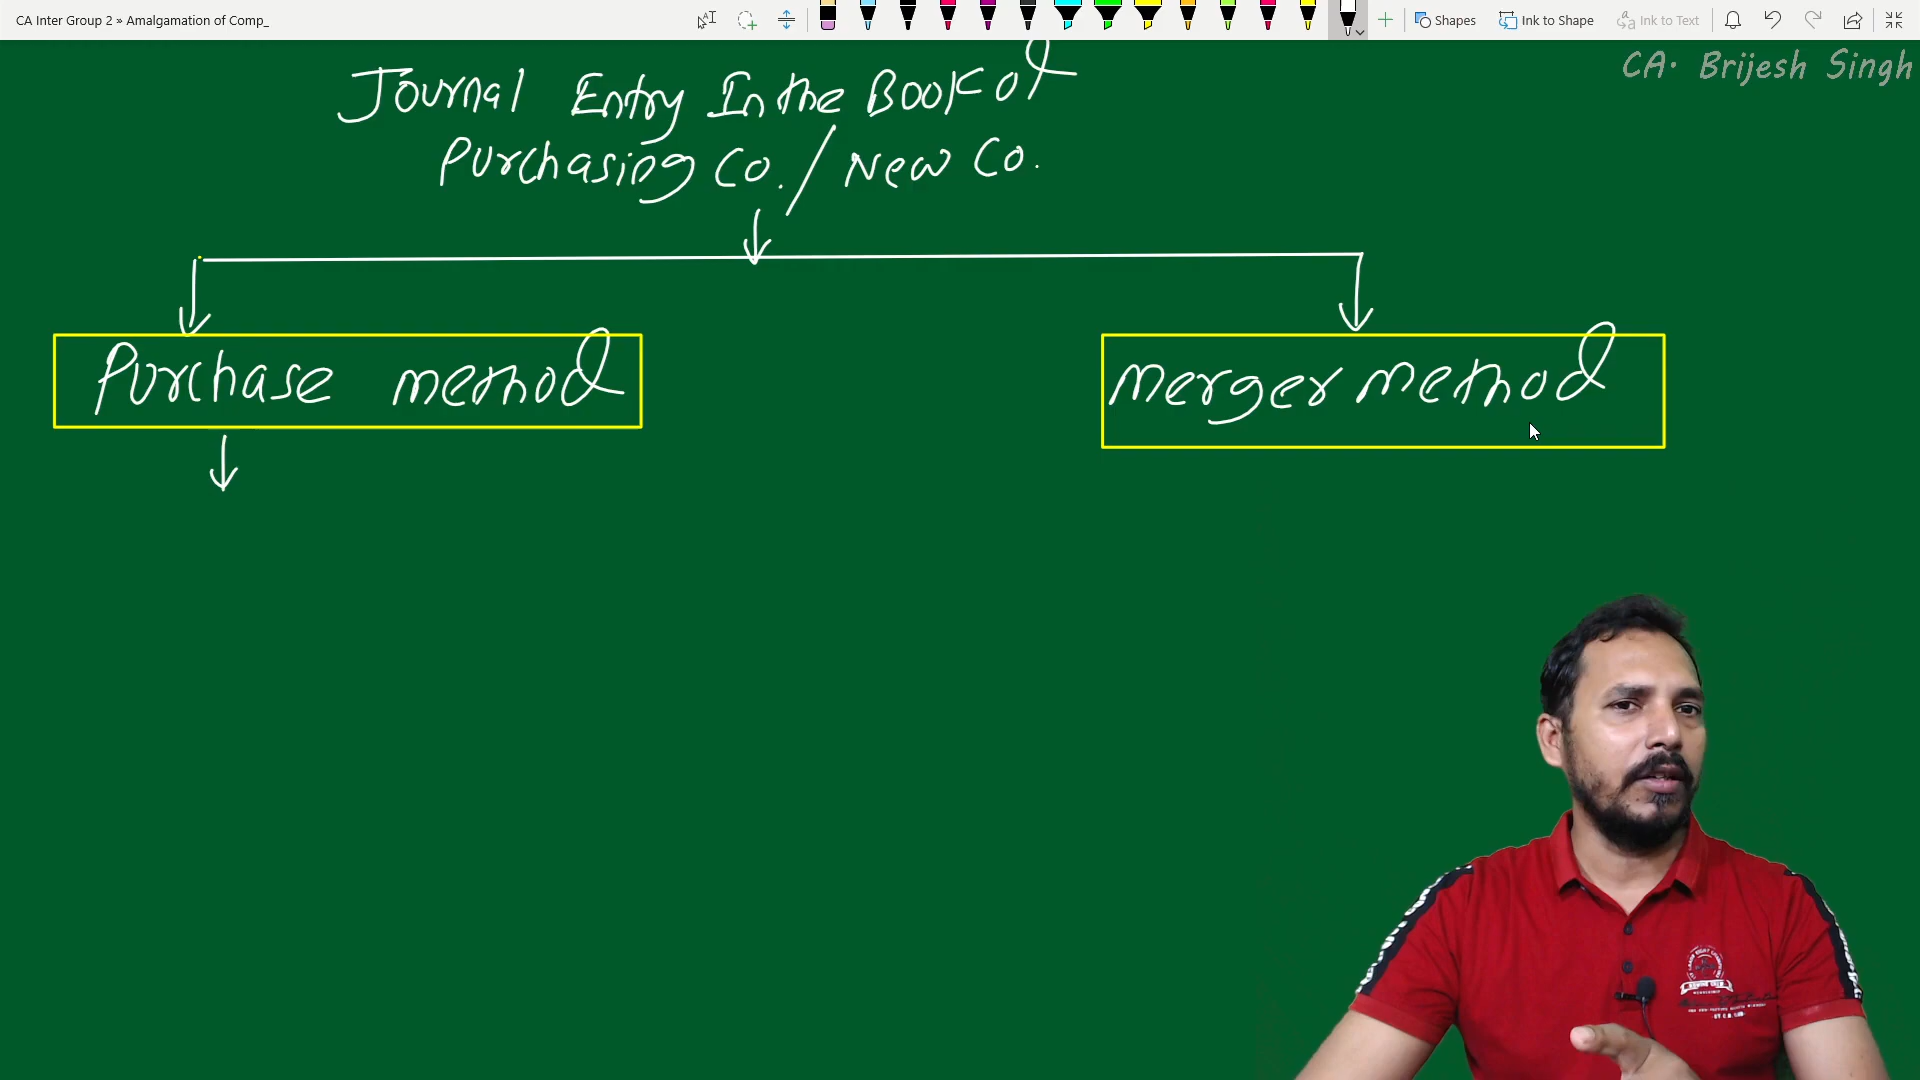 CA Inter Group 2 » Amalgamation of Comp_
Shapes
Ink to Shape
Ink to Text
CA. Brijesh Singh
Journal Entry In the Book of
Purchasing Co. / New Co.
Purchase method
merger method